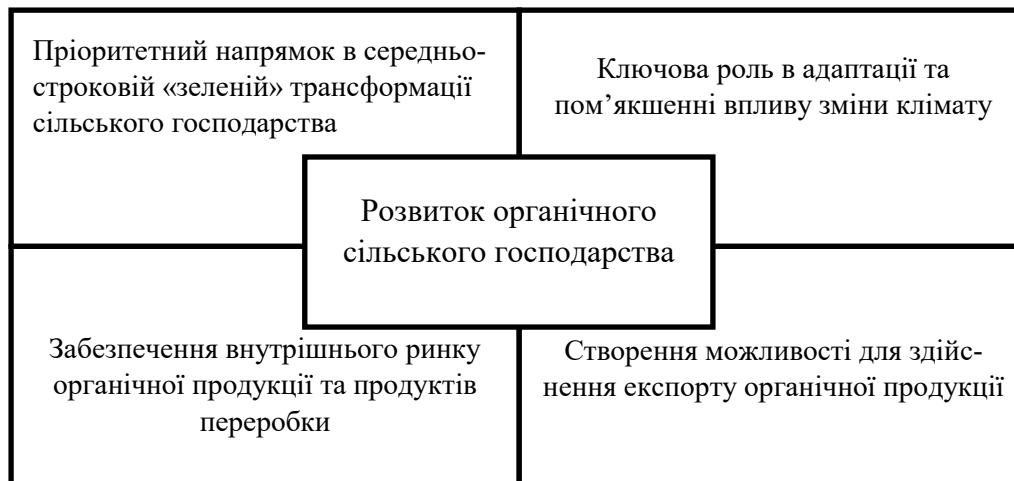 Пріоритетний напрямок в середньо-
строковій «зеленій» трансформації
сільського господарства
Ключова роль в адаптації та
пом’якшенні впливу зміни клімату
Розвиток органічного
сільського господарства
Забезпечення внутрішнього ринку
органічної продукції та продуктів
переробки
Створення можливості для здійс-
нення експорту органічної продукції